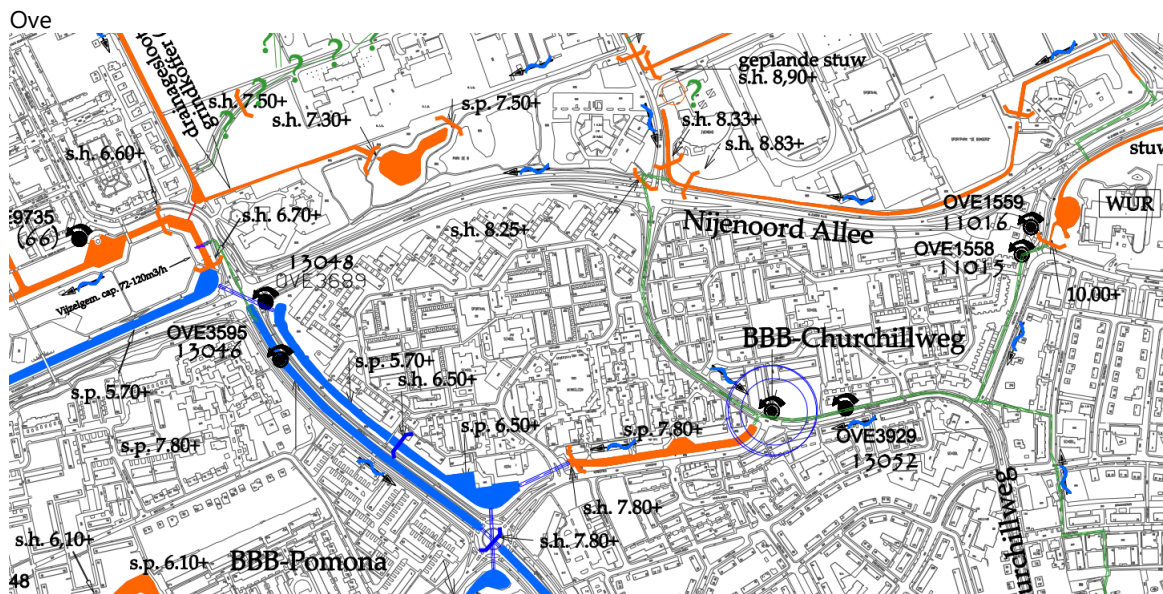 Ove
drainagesloot
geplande stuw
s.h. 8,90+
s.h. 7.50+
s.p. 7.50+
s.h. 7.30+
s.h. 8.33+
s.h. 8.83+
s.h. 6.60+
stuw
WUR
s.h. 6.70+
OVE1559
11016
9735
(66)
s.h. 8.25+
Nijenoord Allee
OVE1558
11015
13048
OVE3689
Vijzelgem. cap. 72-120m3/h
10.00+
OVE3595
13046
BBB-Churchillweg
s.p. 5.70+
s.h. 6.50+
s.p. 5.70+
s.p. 6.50+
s.p. 7.80+
s.p. 7.80+
OVE3929
13052
s.h. 7.80+
s.h. 6,10+
s.h. 7.80+
s.p. 6.10+
BBB-Pomona
48
urchillweg